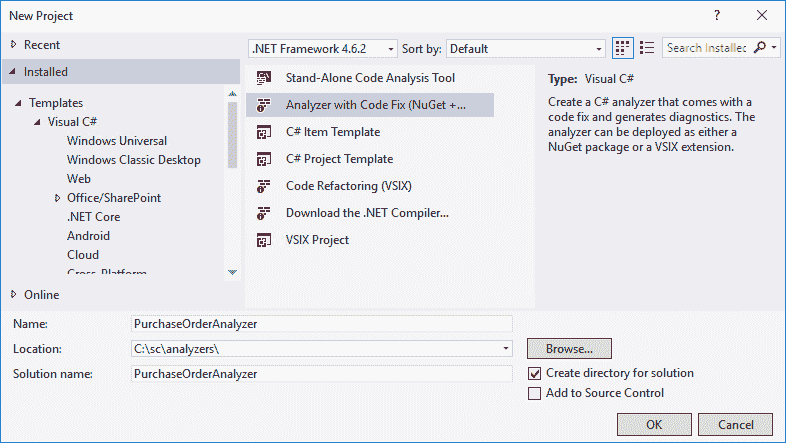 New Project
?
Recent
Installed
Templates
Visual C#
Windows Universal
Windows Classic Desktop
Web
Office/SharePoint
.NET Core
Android
Cloud
Cross-Platform
Online
.NET Framework 4.6.2
Sort by:
Default
Search Installed
Stand-Alone Code Analysis Tool
Analyzer with Code Fix (NuGet +...
C# Item Template
C# Project Template
Code Refactoring (VSIX)
Download the .NET Compiler...
VSIX Project
Type: Visual C#
Create a C# analyzer that comes with a
code fix and generates diagnostics. The
analyzer can be deployed as either a
NuGet package or a VSIX extension.
Name:
PurchaseOrderAnalyzer
Location:
C:\sc\analyzers\
Browse...
Solution name:
PurchaseOrderAnalyzer
Create directory for solution
Add to Source Control
OK
Cancel